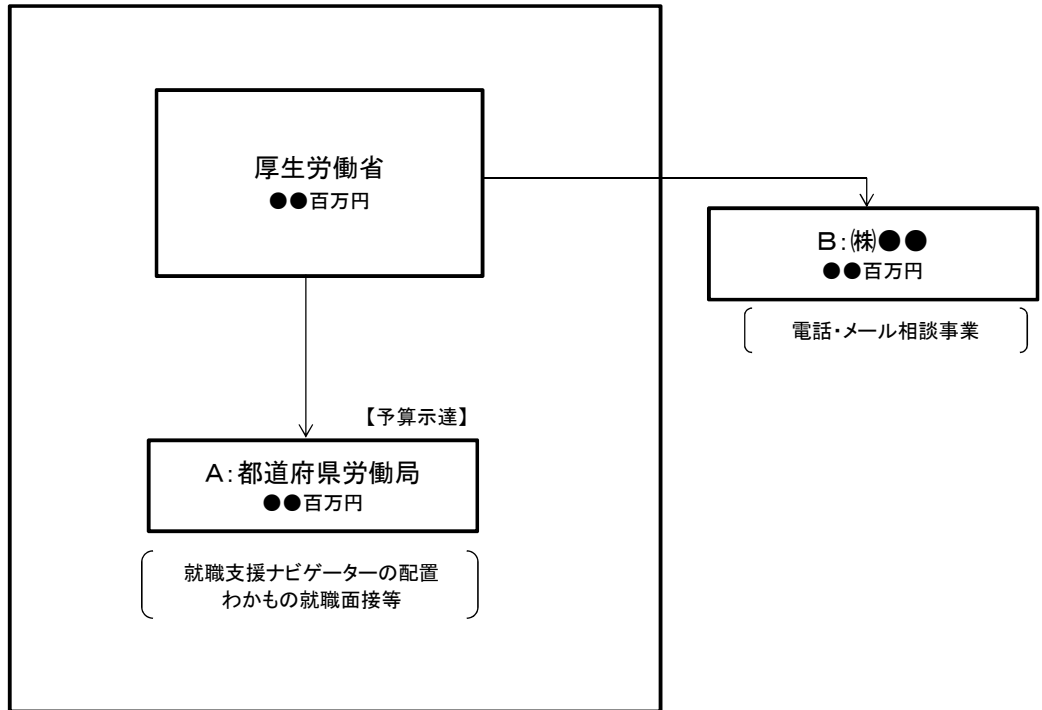 厚生労働省
●●百万円
B:㈱●●
●●百万円
電話・メール相談事業
【予算示達】
A:都道府県労働局
●●百万円
就職支援ナビゲーターの配置
わかもの就職面接等